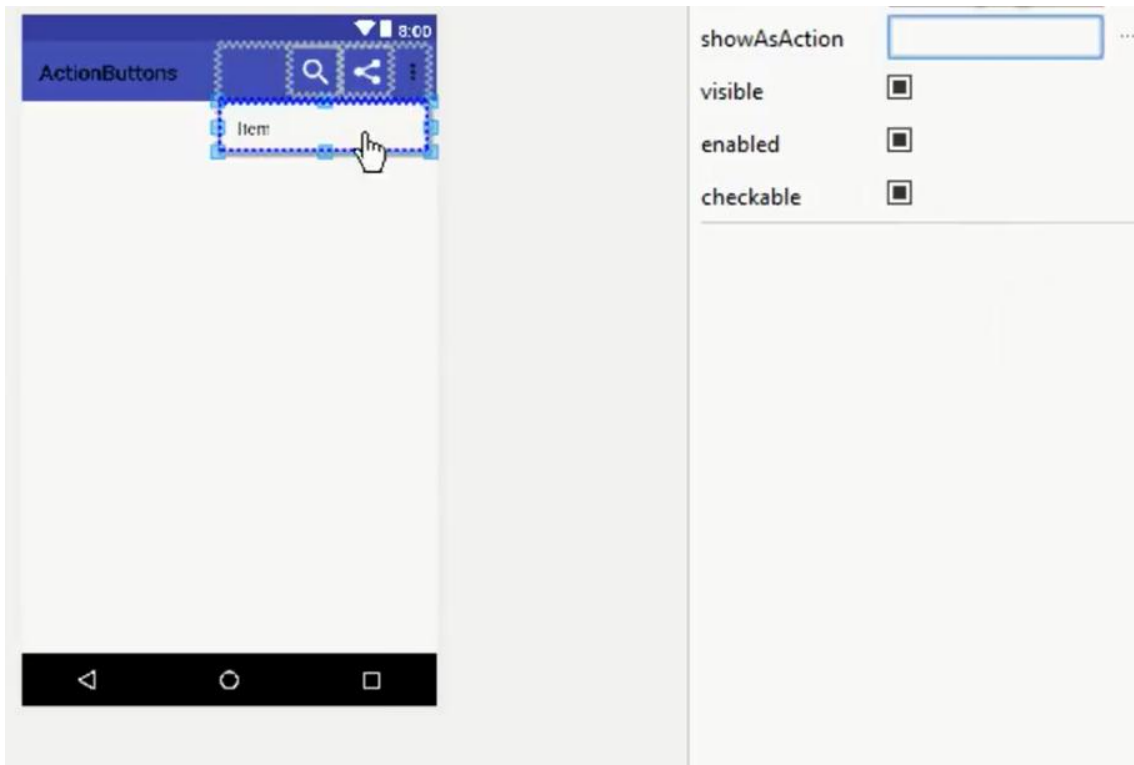 8:00
ActionButtons
Item
showAsAction
...
visible
enabled
checkable